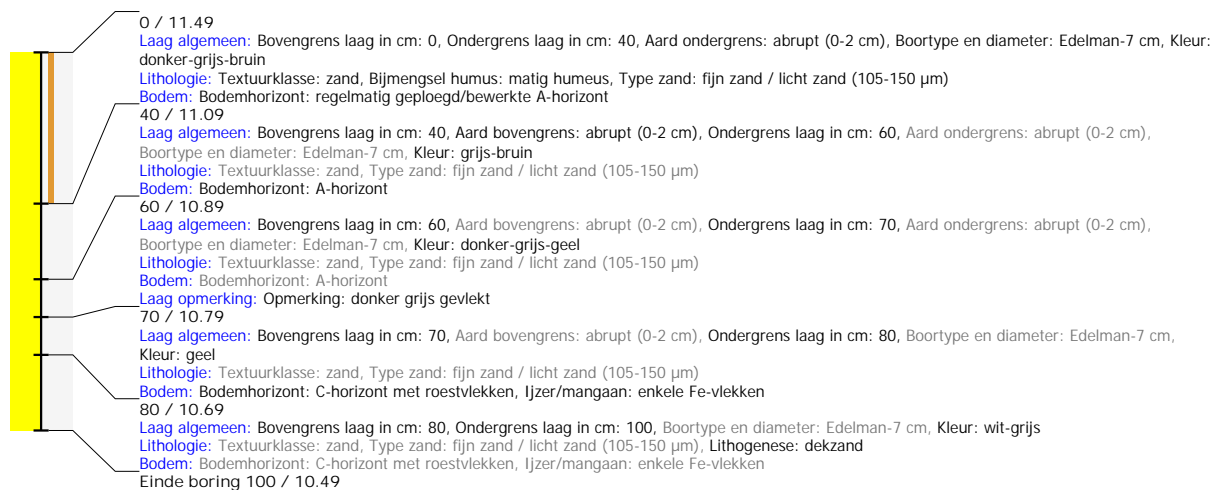 0 / 11.49
Laag algemeen: Bovengrens laag in cm: 0, Ondergrens laag in cm: 40, Aard ondergrens: abrupt (0-2 cm), Boortype en diameter: Edelman-7 cm, Kleur:
donker-grijs-bruin
Lithologie: Textuurklasse: zand, Bijmengsel humus: matig humeus, Type zand: fijn zand / licht zand (105-150 µm)
Bodem: Bodemhorizont: regelmatig geploegd/bewerkte A-horizont
40 / 11.09
Laag algemeen: Bovengrens laag in cm: 40, Aard bovengrens: abrupt (0-2 cm), Ondergrens laag in cm: 60, Aard ondergrens: abrupt (0-2 cm),
Boortype en diameter: Edelman-7 cm, Kleur: grijs-bruin
Lithologie: Textuurklasse: zand, Type zand: fijn zand / licht zand (105-150 µm)
Bodem: Bodemhorizont: A-horizont
60 / 10.89
Laag algemeen: Bovengrens laag in cm: 60, Aard bovengrens: abrupt (0-2 cm), Ondergrens laag in cm: 70, Aard ondergrens: abrupt (0-2 cm),
Boortype en diameter: Edelman-7 cm, Kleur: donker-grijs-geel
Lithologie: Textuurklasse: zand, Type zand: fijn zand / licht zand (105-150 µm)
Bodem: Bodemhorizont: A-horizont
Laag opmerking: Opmerking: donker grijs gevlekt
70 / 10.79
Laag algemeen: Bovengrens laag in cm: 70, Aard bovengrens: abrupt (0-2 cm), Ondergrens laag in cm: 80, Boortype en diameter: Edelman-7 cm,
Kleur: geel
Lithologie: Textuurklasse: zand, Type zand: fijn zand / licht zand (105-150 µm)
Bodem: Bodemhorizont: C-horizont met roestvlekken, Ijzer/mangaan: enkele Fe-vlekken
80 / 10.69
Laag algemeen: Bovengrens laag in cm: 80, Ondergrens laag in cm: 100, Boortype en diameter: Edelman-7 cm, Kleur: wit-grijs
Lithologie: Textuurklasse: zand, Type zand: fijn zand / licht zand (105-150 µm), Lithogenese: dekzand
Bodem: Bodemhorizont: C-horizont met roestvlekken, Ijzer/mangaan: enkele Fe-vlekken
Einde boring 100 / 10.49